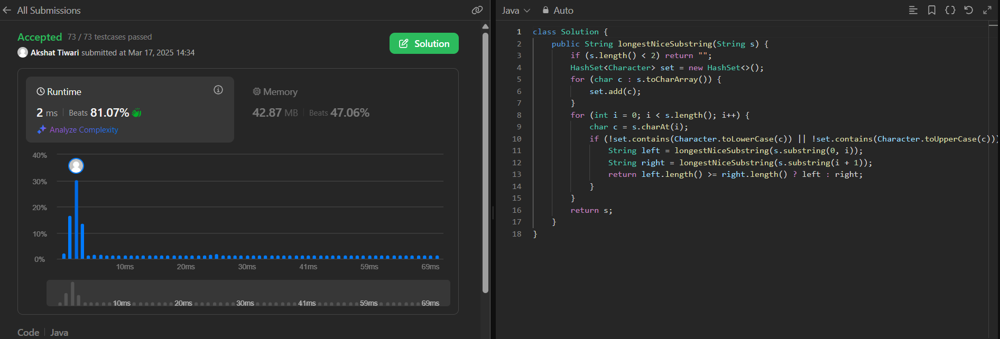 All Submissions
Accepted 73 / 73 testcases passed
Akshat Tiwari submitted at Mar 17, 2025 14:34
Solution
Runtime
2 ms | Beats 81.07%
Analyze Complexity
Memory
42.87 MB | Beats 47.06%
40%
30%
20%
10%
0%
10ms 20ms 30ms 41ms 59ms 69ms
10ms 20ms 30ms 41ms 59ms 69ms
Code | Java
Java Auto
1 class Solution {
2     public String longestNiceSubstring(String s) {
3         if (s.length() < 2) return "";
4         HashSet<Character> set = new HashSet<>();
5         for (char c : s.toCharArray()) {
6             set.add(c);
7         }
8         for (int i = 0; i < s.length(); i++) {
9             char c = s.charAt(i);
10             if (!set.contains(Character.toLowerCase(c)) || !set.contains(Character.toUpperCase(c)))
11                 String left = longestNiceSubstring(s.substring(0, i));
12                 String right = longestNiceSubstring(s.substring(i + 1));
13                 return left.length() >= right.length() ? left : right;
14             }
15         }
16         return s;
17     }
18 }